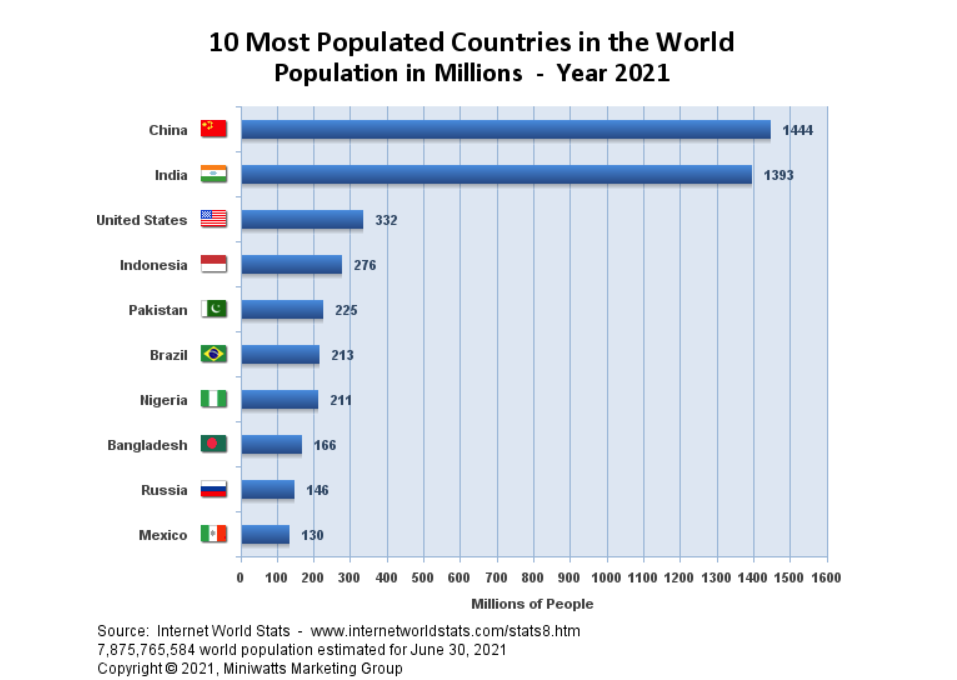 10 Most Populated Countries in the World
Population in Millions - Year 2021
China 1444
India 1393
United States 332
Indonesia 276
Pakistan 225
Brazil 213
Nigeria 211
Bangladesh 166
Russia 146
Mexico 130
0 100 200 300 400 500 600 700 800 900 1000 1100 1200 1300 1400 1500 1600
Millions of People
Source: Internet World Stats - www.internetworldstats.com/stats8.htm
7,875,765,584 world population estimated for June 30, 2021
Copyright © 2021, Miniwatts Marketing Group